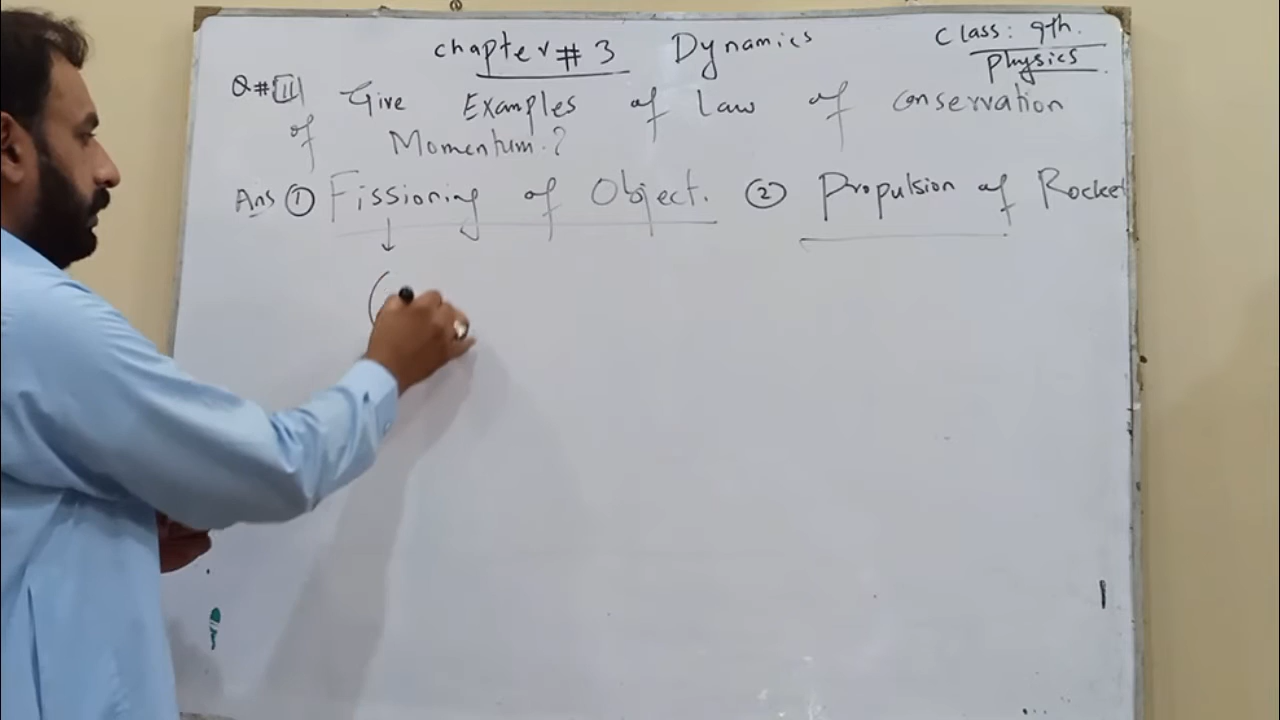 Chapter # 3 Dynamics
Class: 9th.
Physics
Q#11 Give Examples of Law of Conservation
of Momentum.?
Ans ① Fissioning of Object. ② Propulsion of Rocket